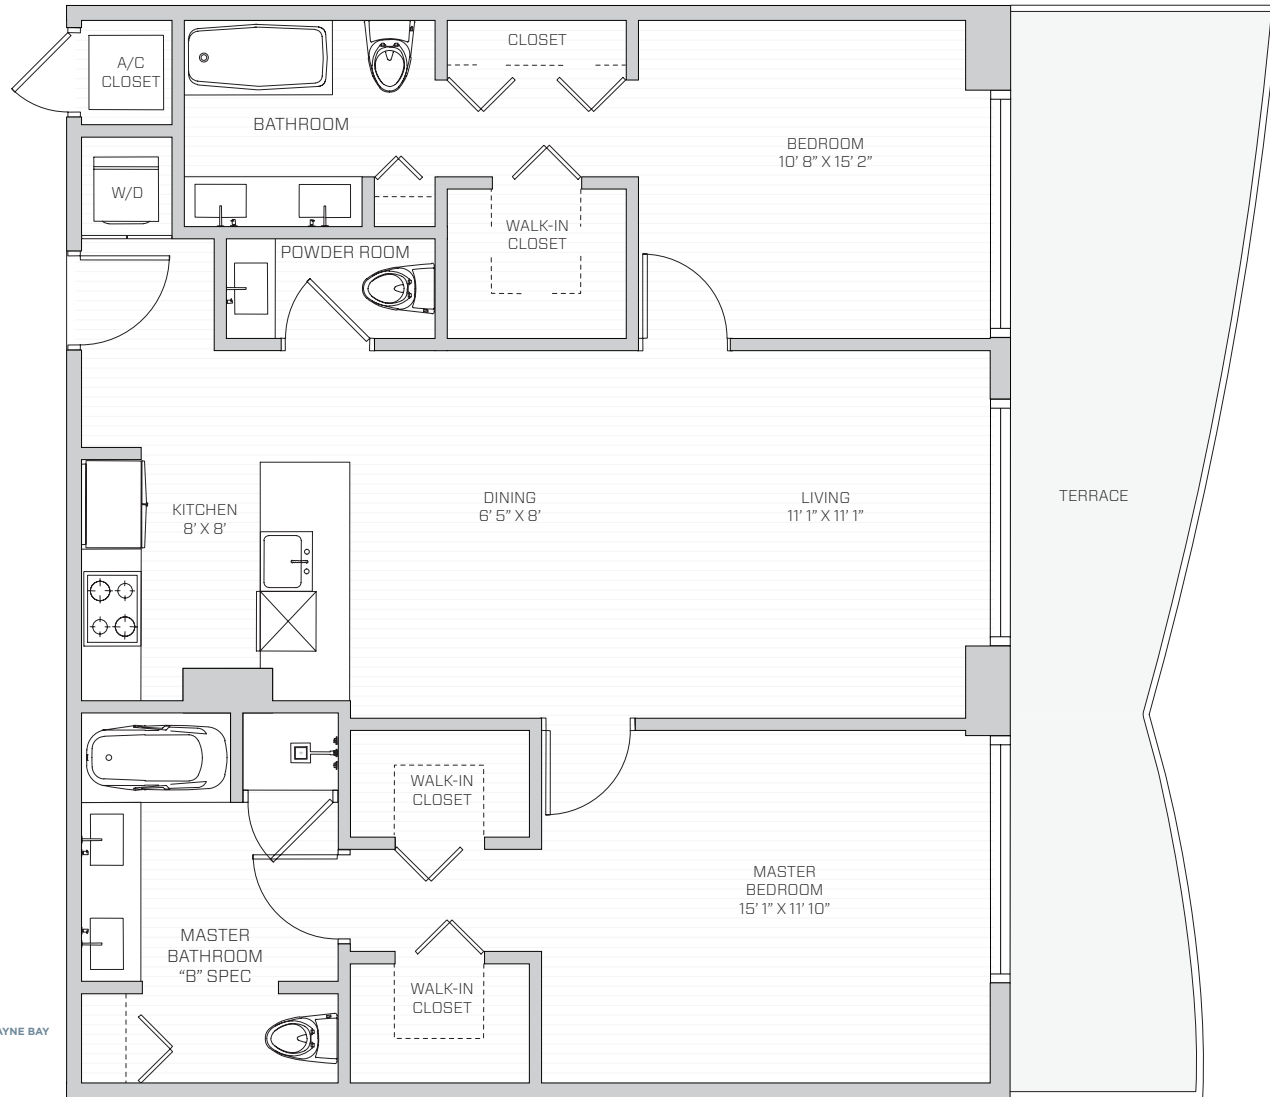 CLOSET
A/C
CLOSET
BATHROOM
BEDROOM
10' 8" X 15' 2"
W/D
WALK-IN
CLOSET
POWDER ROOM
KITCHEN
8' X 8'
DINING
6' 5" X 8'
LIVING
11' 1" X 11' 1"
TERRACE
WALK-IN
CLOSET
MASTER
BEDROOM
15' 1" X 11' 10"
MASTER
BATHROOM
"B" SPEC
WALK-IN
CLOSET
AYNE BAY